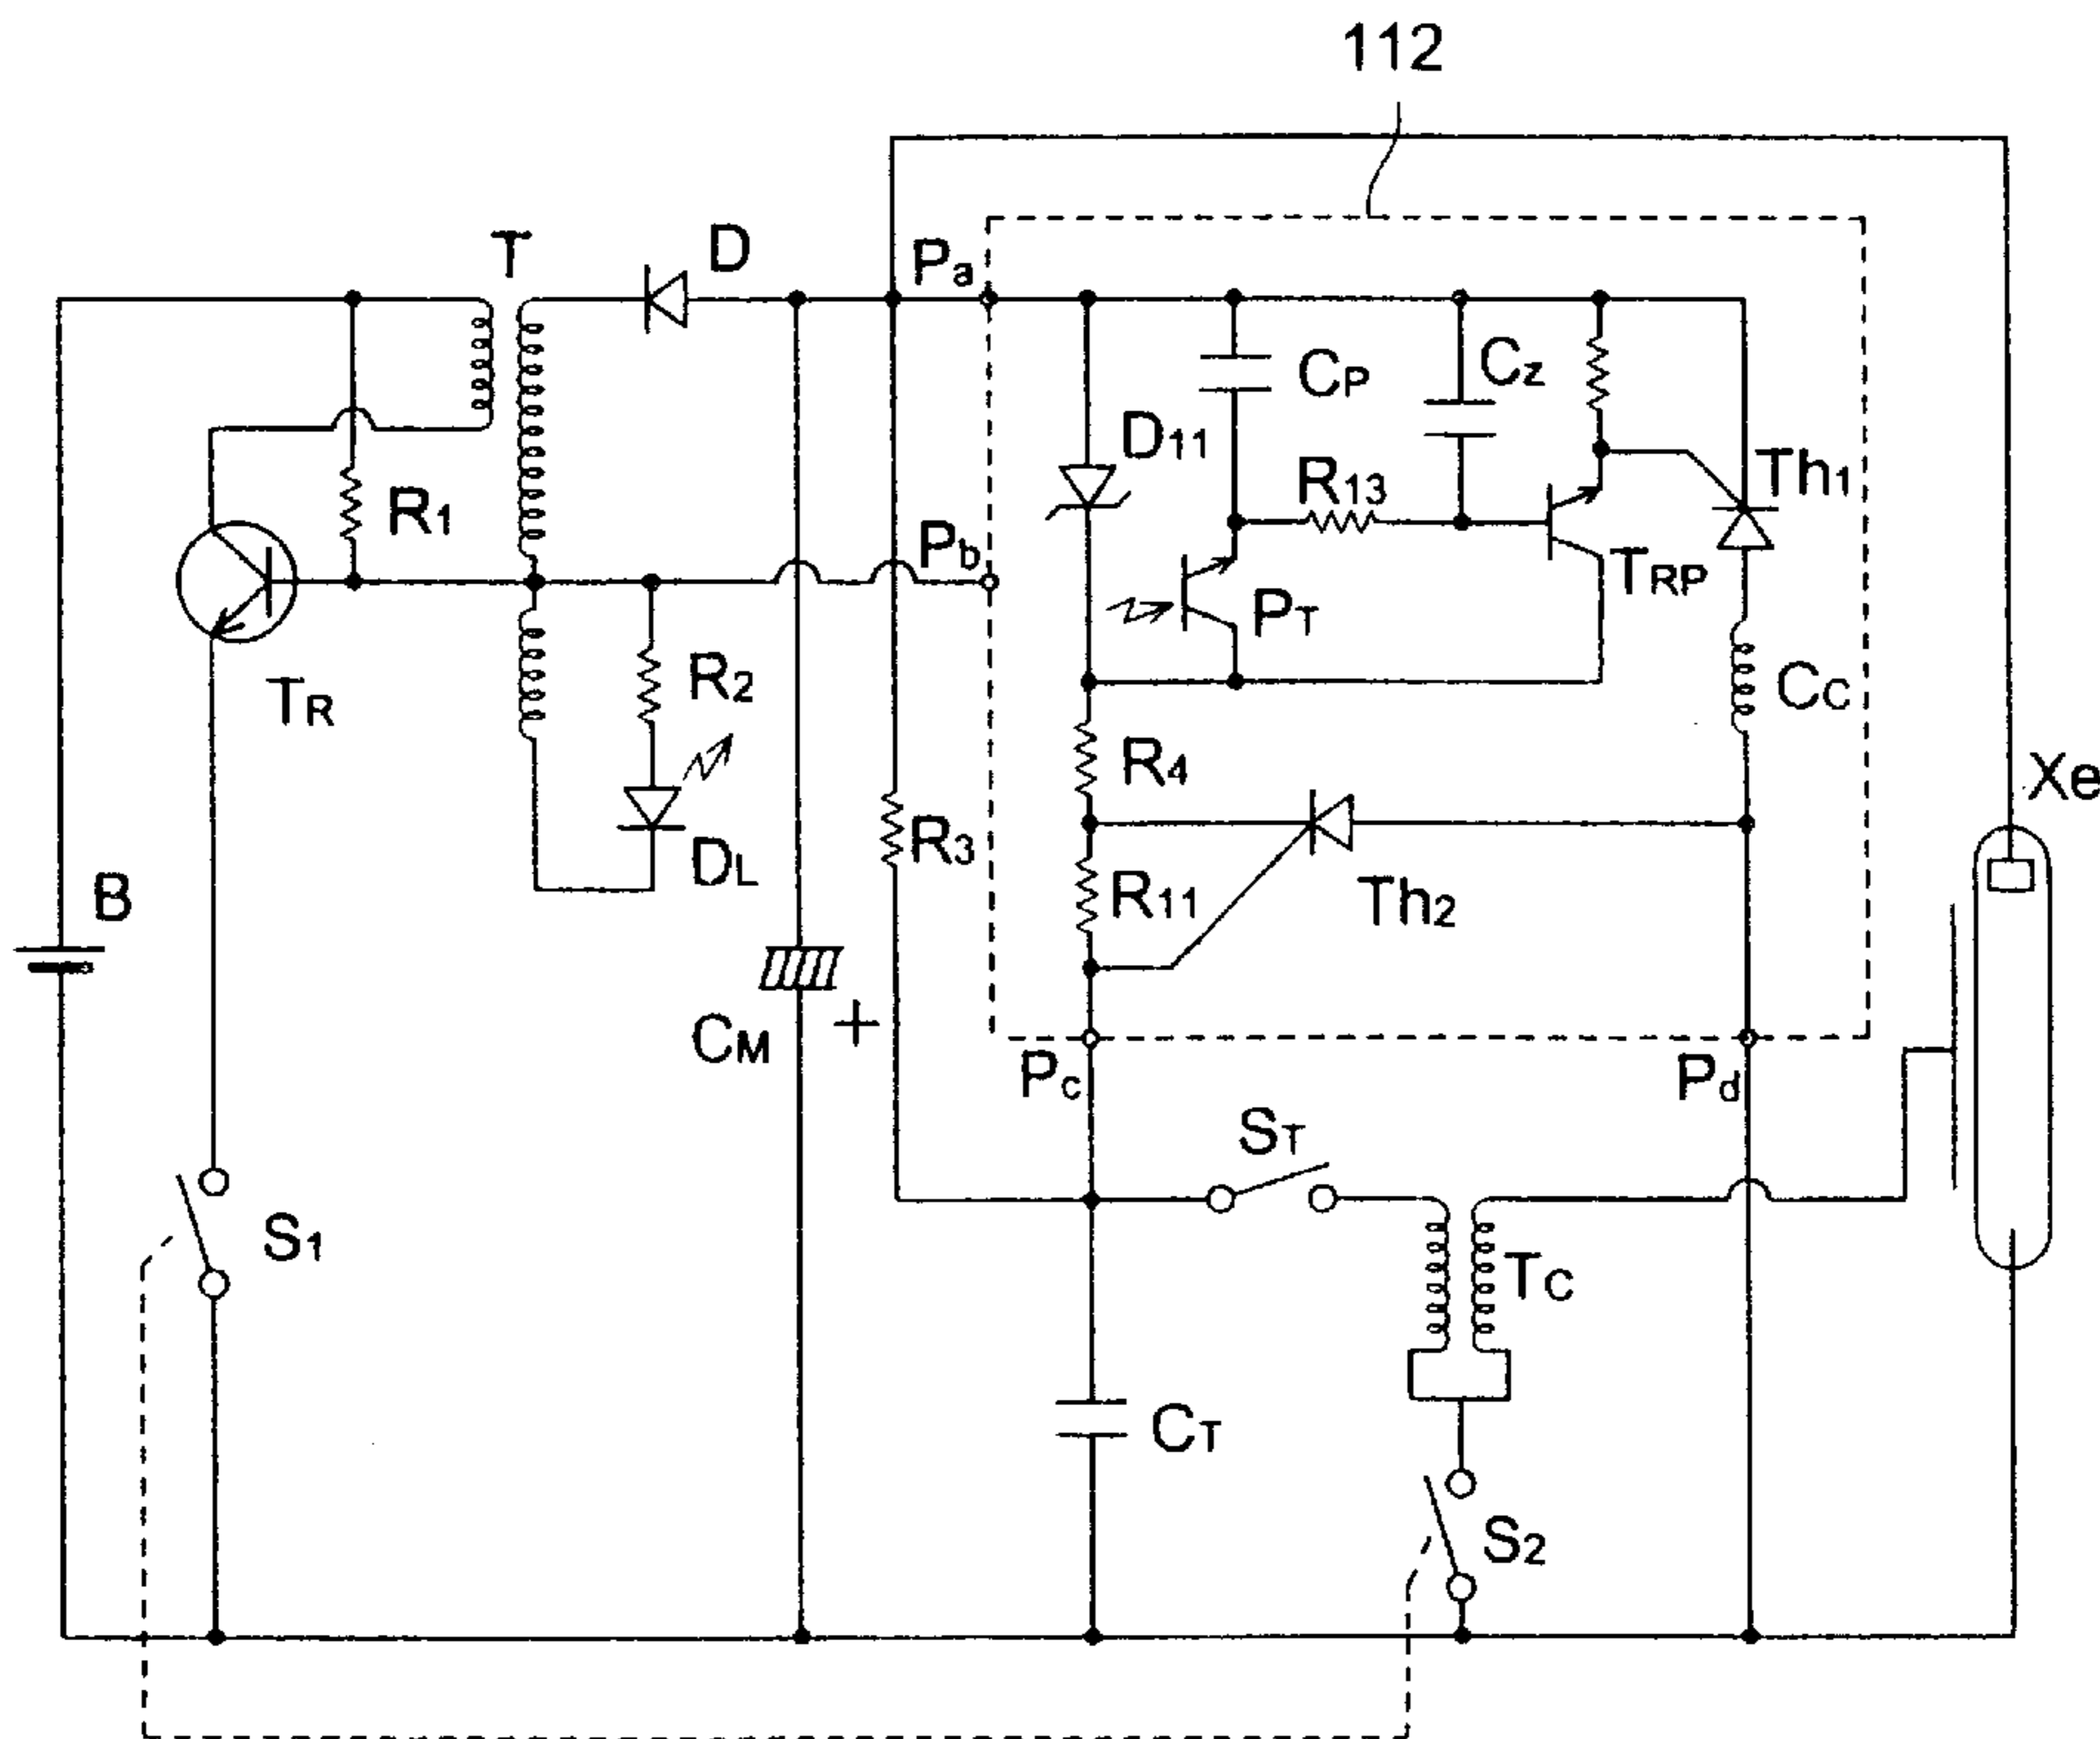 112
T
D
Pa
CP
Cz
D11
R13
Th1
R1
Pb
PT
TRP
TR
R2
R4
CC
Xe
DL
R3
B
R11
Th2
CM
+
Pc
Pd
ST
S1
TC
CT
S2